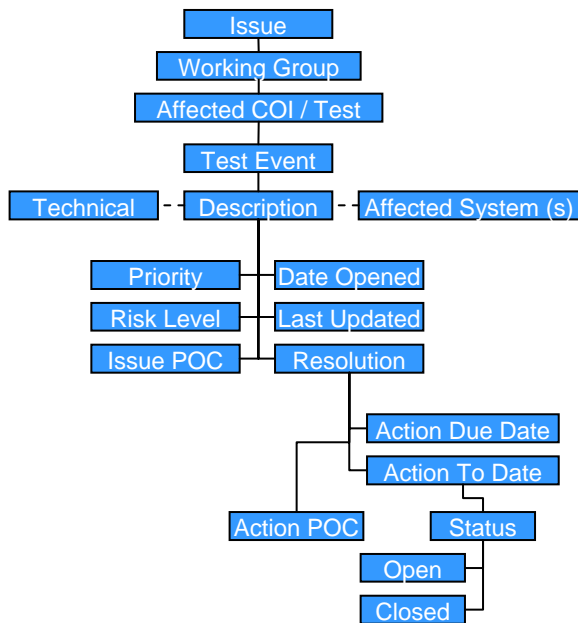 Issue
Working Group
Affected COI / Test
Test Event
Technical
Description
Affected System (s)
Priority
Date Opened
Risk Level
Last Updated
Issue POC
Resolution
Action Due Date
Action To Date
Action POC
Status
Open
Closed